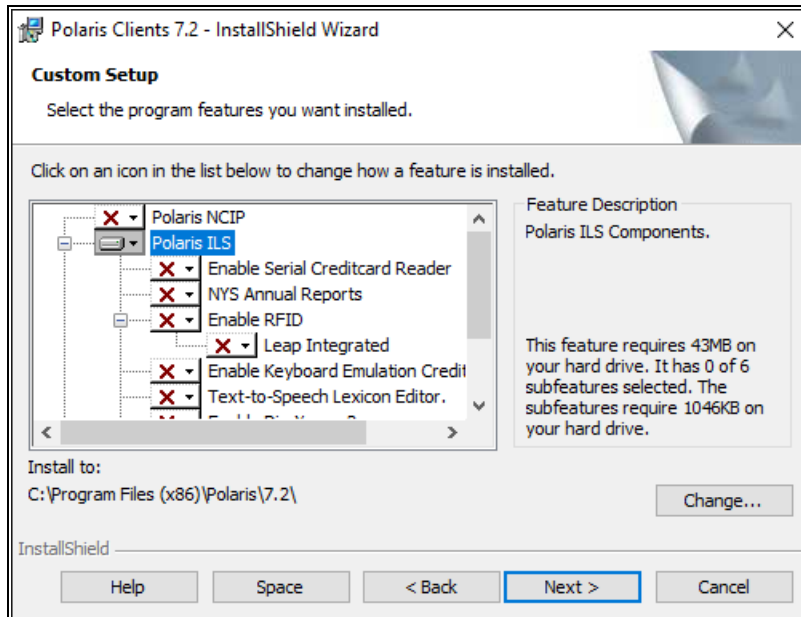 Polaris Clients 7.2 - InstallShield Wizard
Custom Setup
Select the program features you want installed.
Click on an icon in the list below to change how a feature is installed.
Polaris NCIP
Polaris ILS
Enable Serial Creditcard Reader
NYS Annual Reports
Enable RFID
Leap Integrated
Enable Keyboard Emulation Credit
Text-to-Speech Lexicon Editor.
Feature Description
Polaris ILS Components.
This feature requires 43MB on
your hard drive. It has 0 of 6
subfeatures selected. The
subfeatures require 1046KB on
your hard drive.
Install to:
C:\Program Files (x86)\Polaris\7.2\
Change...
InstallShield
Help
Space
< Back
Next >
Cancel